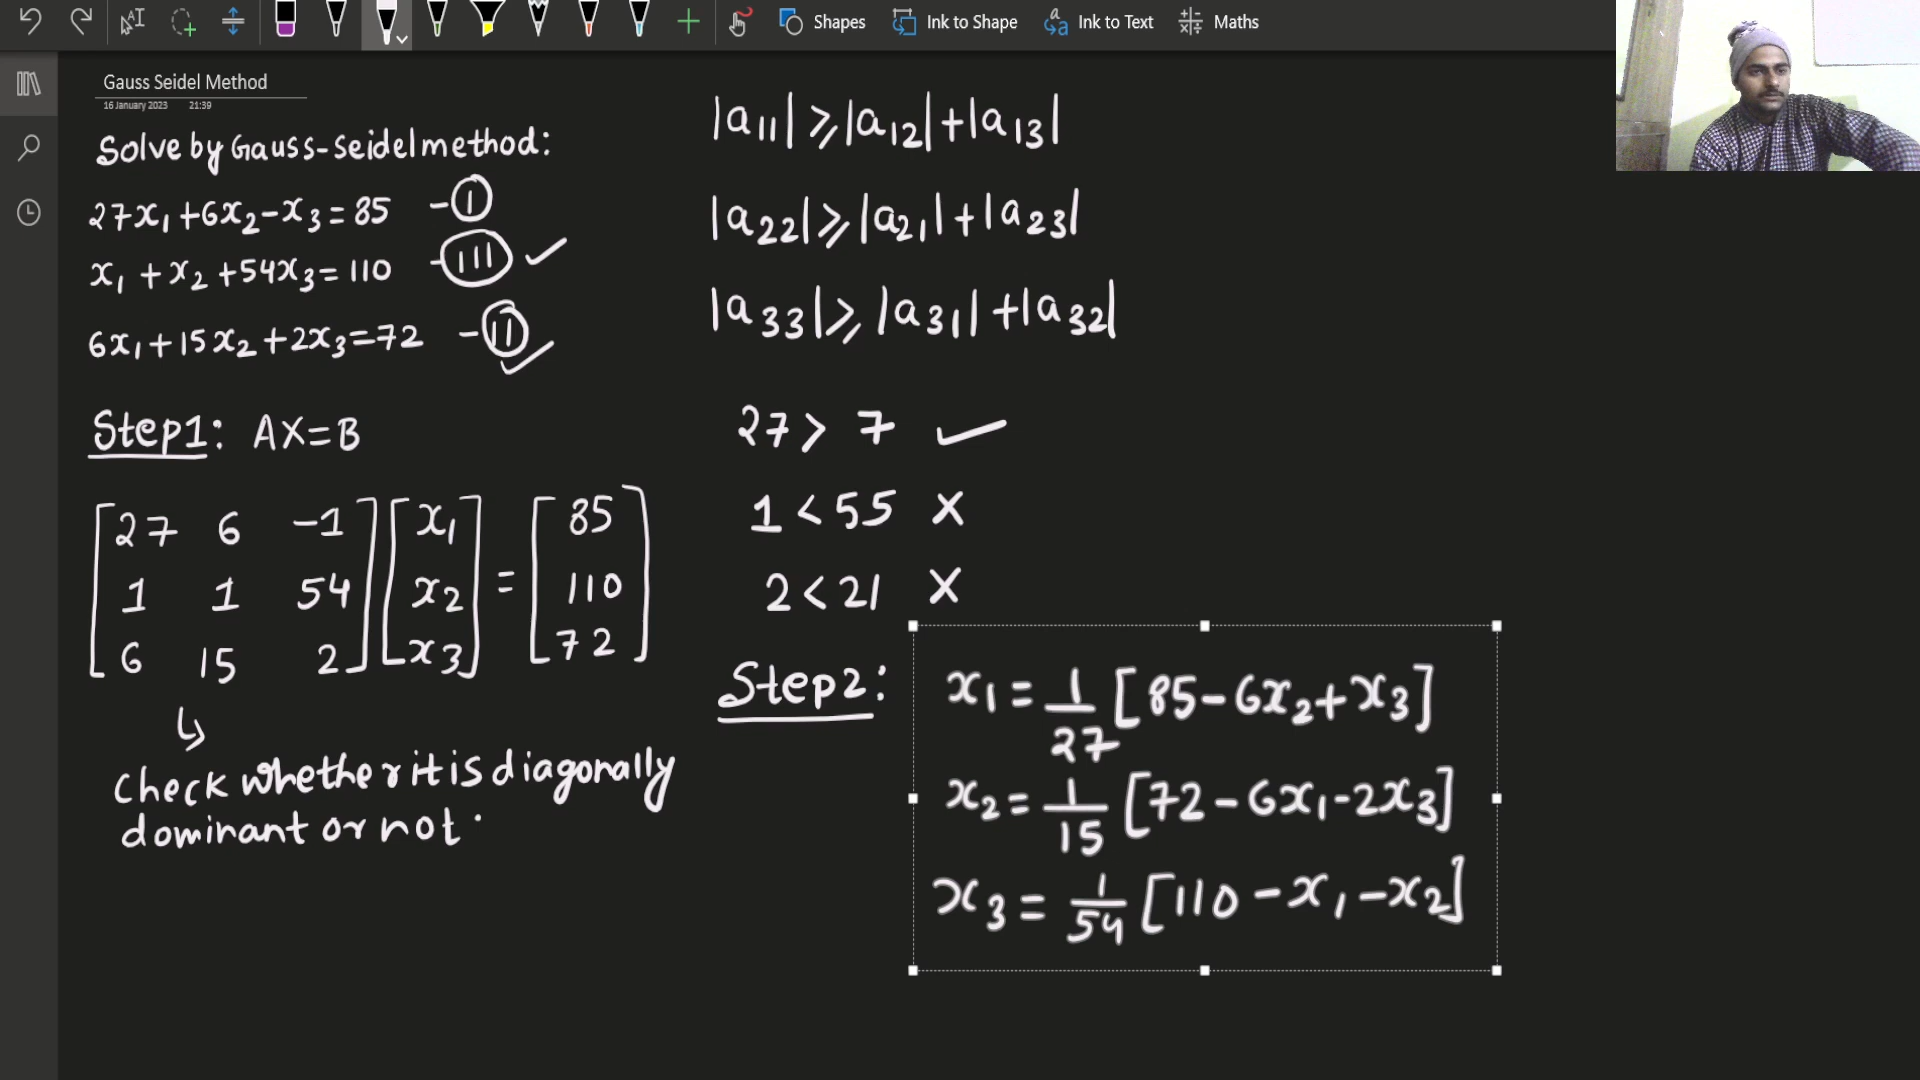 Shapes Ink to Shape Ink to Text Maths
Gauss Seidel Method
16 January 2023 21:39
Solve by Gauss-Seidel method:
27x₁+6x₂-x₃=85 -Ⓘ
x₁+x₂+54x₃=110 -(III) ✓
6x₁+15x₂+2x₃=72 -(II) ✓
Step1: AX=B
[27 6 -1] [x₁] = [85]
[1 1 54] [x₂] = [110]
[6 15 2] [x₃] = [72]
↳
Check whether it is diagonally
dominant or not.
|a₁₁|⩾|a₁₂|+|a₁₃|
|a₂₂|⩾|a₂₁|+|a₂₃|
|a₃₃|⩾|a₃₁|+|a₃₂|
27 > 7 ✓
1 < 55 X
2 < 21 X
Step2:
x₁ = 1/27 [85-6x₂+x₃]
x₂ = 1/15 [72-6x₁-2x₃]
x₃ = 1/54 [110-x₁-x₂]